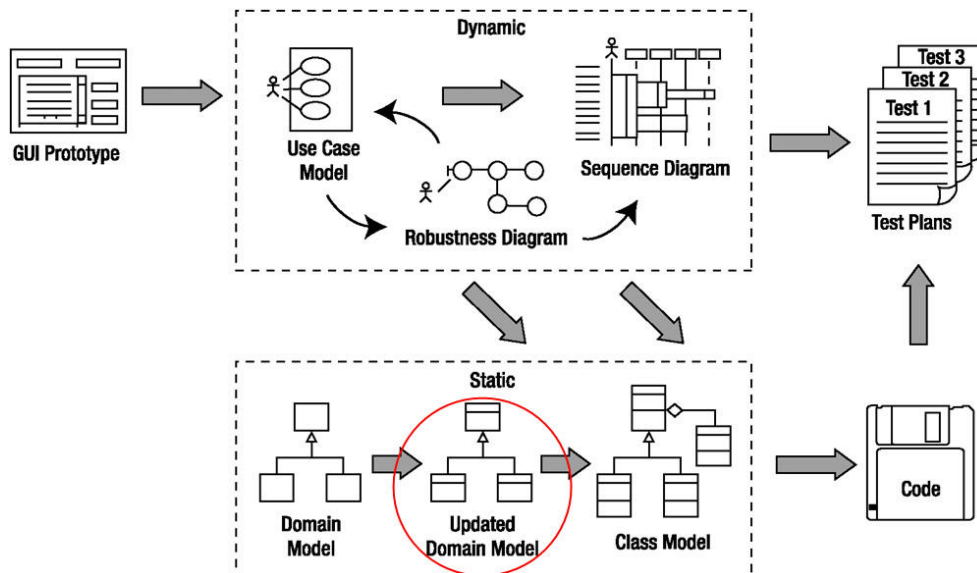 Dynamic
GUI Prototype
Use Case
Model
Robustness Diagram
Sequence Diagram
Test 3
Test 2
Test 1
Test Plans
Static
Domain
Model
Updated
Domain Model
Class Model
Code